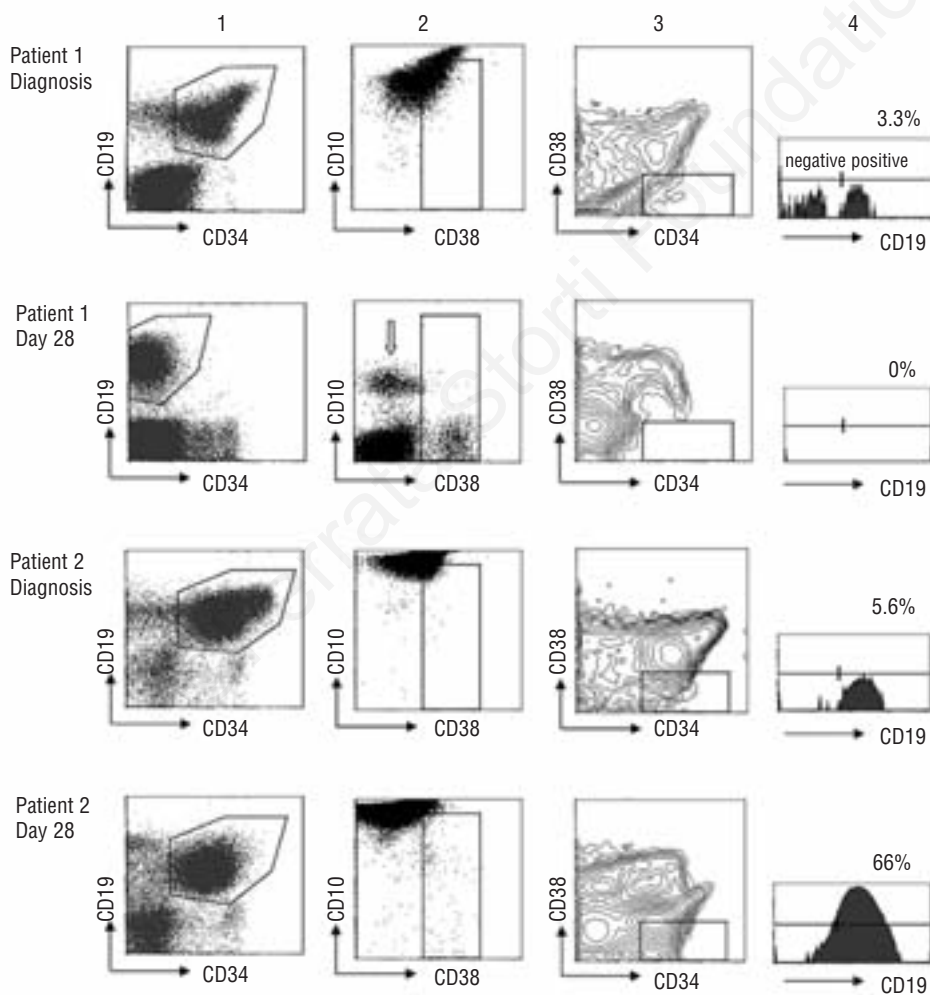 1 2 3 4
Patient 1
Diagnosis
CD19
CD34
CD10
CD38
CD38
CD34
3.3%
negative positive
CD19
Patient 1
Day 28
CD19
CD34
CD10
CD38
CD38
CD34
0%
CD19
Patient 2
Diagnosis
CD19
CD34
CD10
CD38
CD38
CD34
5.6%
CD19
Patient 2
Day 28
CD19
CD34
CD10
CD38
CD38
CD34
66%
CD19
Storti Foundation